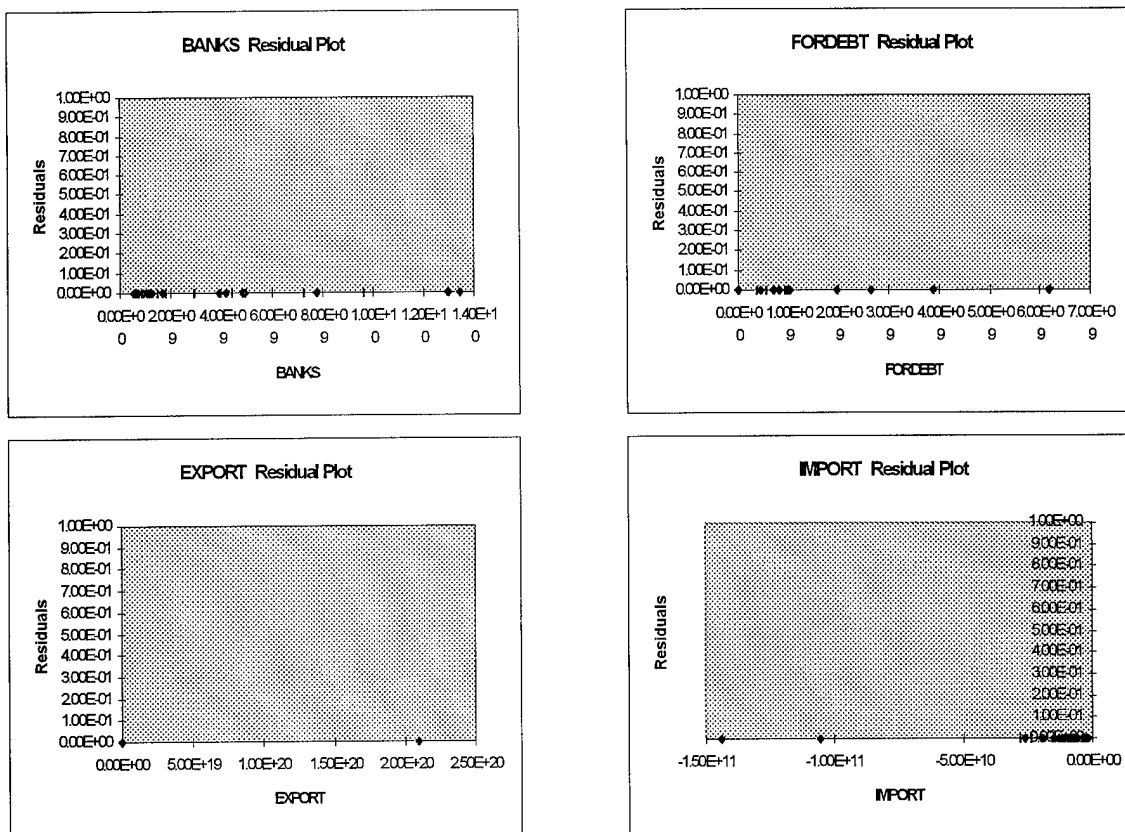 BANKS Residual Plot
Residuals
1.00E+00
9.00E-01
8.00E-01
7.00E-01
6.00E-01
5.00E-01
4.00E-01
3.00E-01
2.00E-01
1.00E-01
0.00E+00
0.00E+0 2.00E+0 4.00E+0 6.00E+0 8.00E+0 1.00E+1 1.20E+1 1.40E+1
0 9 9 9 9 0 0 0
BANKS
FORDEBT Residual Plot
Residuals
1.00E+00
9.00E-01
8.00E-01
7.00E-01
6.00E-01
5.00E-01
4.00E-01
3.00E-01
2.00E-01
1.00E-01
0.00E+00
0.00E+0 1.00E+0 2.00E+0 3.00E+0 4.00E+0 5.00E+0 6.00E+0 7.00E+0
0 9 9 9 9 9 9 9
FORDEBT
EXPORT Residual Plot
Residuals
1.00E+00
9.00E-01
8.00E-01
7.00E-01
6.00E-01
5.00E-01
4.00E-01
3.00E-01
2.00E-01
1.00E-01
0.00E+00
0.00E+00 5.00E+19 1.00E+20 1.50E+20 2.00E+20 2.50E+20
EXPORT
IMPORT Residual Plot
Residuals
1.00E+00
9.00E-01
8.00E-01
7.00E-01
6.00E-01
5.00E-01
4.00E-01
3.00E-01
2.00E-01
1.00E-01
0.00E+00
-1.50E+11 -1.00E+11 -5.00E+10 0.00E+00
IMPORT